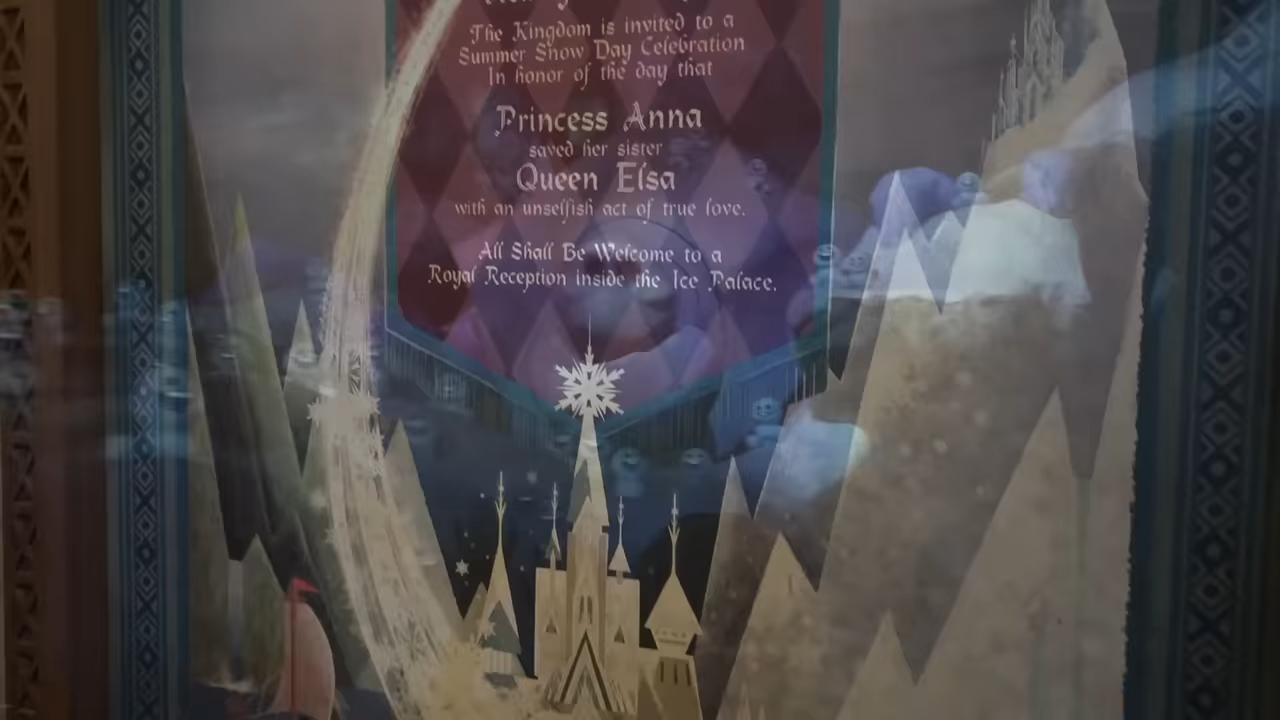 The Kingdom is invited to a
Summer Snow Day Celebration
In honor of the day that
Princess Anna
saved her sister
Queen Elsa
with an unselfish act of true love.
All Shall Be Welcome to a
Royal Reception inside the Ice Palace.